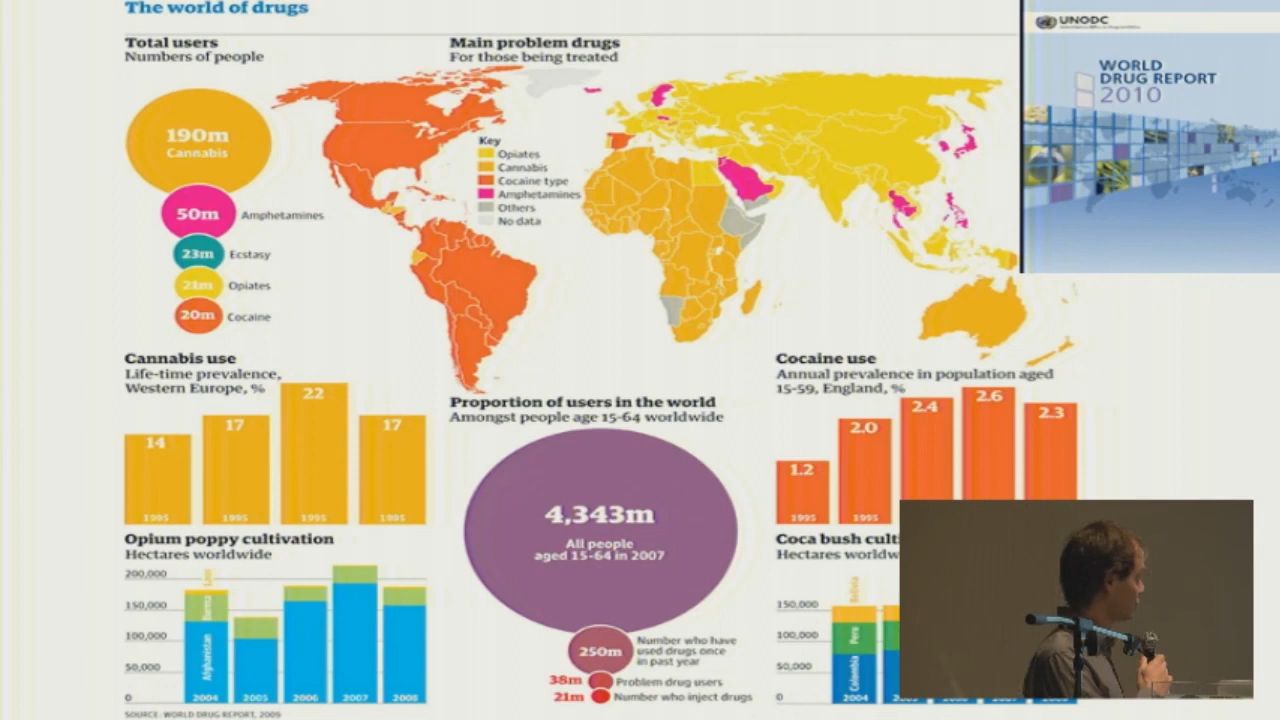 The world of drugs
Total users
Numbers of people
190m
Cannabis
50m
Amphetamines
23m
Ecstasy
21m
Opiates
20m
Cocaine
Main problem drugs
For those being treated
Key
Opiates
Cannabis
Cocaine type
Amphetamines
Others
No data
UNODC
WORLD
DRUG REPORT
2010
Cannabis use
Life-time prevalence,
Western Europe, %
14
17
22
17
1995
1995
1995
1995
Proportion of users in the world
Amongst people age 15-64 worldwide
4,343m
All people
aged 15-64 in 2007
250m
Number who have
used drugs once
in past year
38m
Problem drug users
21m
Number who inject drugs
Cocaine use
Annual prevalence in population aged
15-59, England, %
1.2
2.0
2.4
2.6
2.3
1995
1995
Opium poppy cultivation
Hectares worldwide
200,000
150,000
100,000
50,000
0
Afghanistan
Laos
2004
2005
2006
2007
2008
SOURCE: WORLD DRUG REPORT, 2009
Coca bush culti
Hectares worldw
150,000
100,000
50,000
0
Colombia
Peru
Bolivia
2004